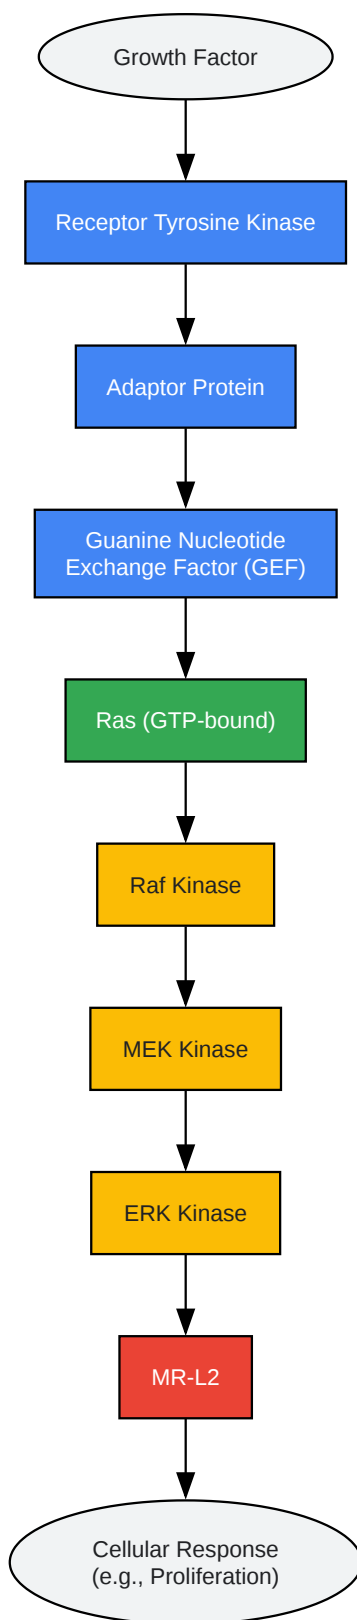 Growth Factor
Receptor Tyrosine Kinase
Adaptor Protein
Guanine Nucleotide
Exchange Factor (GEF)
Ras (GTP-bound)
Raf Kinase
MEK Kinase
ERK Kinase
MR-L2
Cellular Response
(e.g., Proliferation)